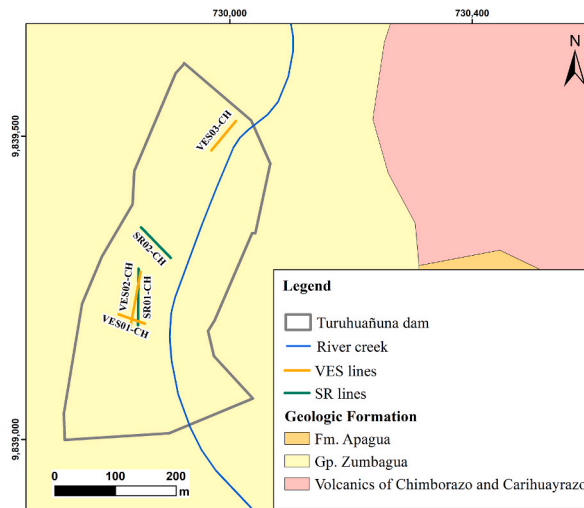 730,000
730,400
N
9,839,500
VES03-CH
SR02-CH
VES02-CH
SR01-CH
VES01-CH
9,839,000
0 100 200
m
Legend
Turuhuañuna dam
River creek
VES lines
SR lines
Geologic Formation
Fm. Apagua
Gp. Zumbagua
Volcanics of Chimborazo and Carihuayrazo